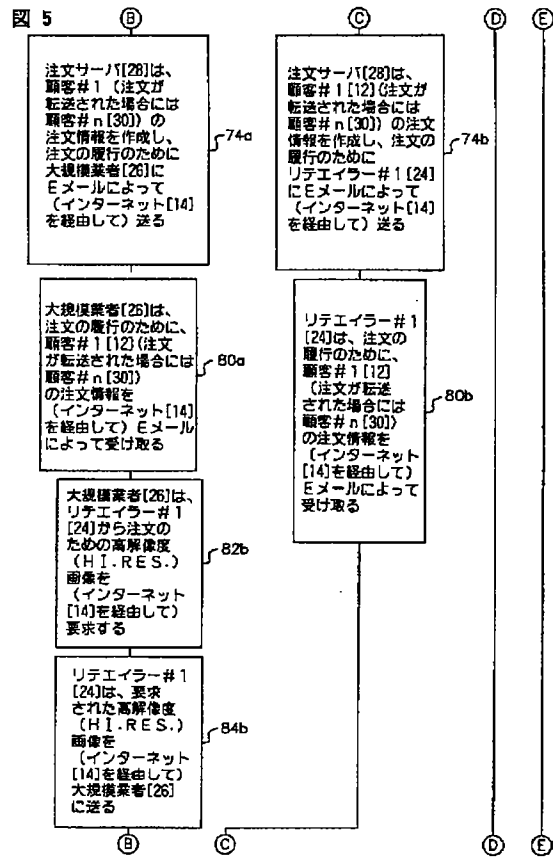 図 5
Ⓑ
Ⓒ
Ⓓ
Ⓔ
注文サーバ[28]は、
顧客#1 (注文が
転送された場合には
顧客#n[30]) の
注文情報を作成し、
注文の履行のために
大規模業者[26]に
Eメールによって
(インターネット[14]
を経由して) 送る
74a
注文サーバ[28]は、
顧客#1[12](注文が
転送された場合には
顧客#n[30]) の注文
情報を作成し、注文の
履行のために
リテエイラー#1[24]
にEメールによって
(インターネット[14]
を経由して) 送る
74b
大規模業者[26]は、
注文の履行のために、
顧客#1[12](注文
が転送された場合には
顧客#n[30])
の注文情報を
(インターネット[14]
を経由して) Eメール
によって受け取る
80a
リテエイラー#1
[24]は、注文の
履行のために、
顧客#1[12]
(注文が転送
された場合には
顧客#n[30])
の注文情報を
(インターネット
[14]を経由して)
Eメールによって
受け取る
80b
大規模業者[26]は、
リテエイラー#1
[24]から注文の
ための高解像度
(HI.RES.)
画像を
(インターネット
[14]を経由して)
要求する
82b
リテエイラー#1
[24]は、要求
された高解像度
(HI.RES.)
画像を
(インターネット
[14]を経由して)
大規模業者[26]
に送る
84b
Ⓑ
Ⓒ
Ⓓ
Ⓔ